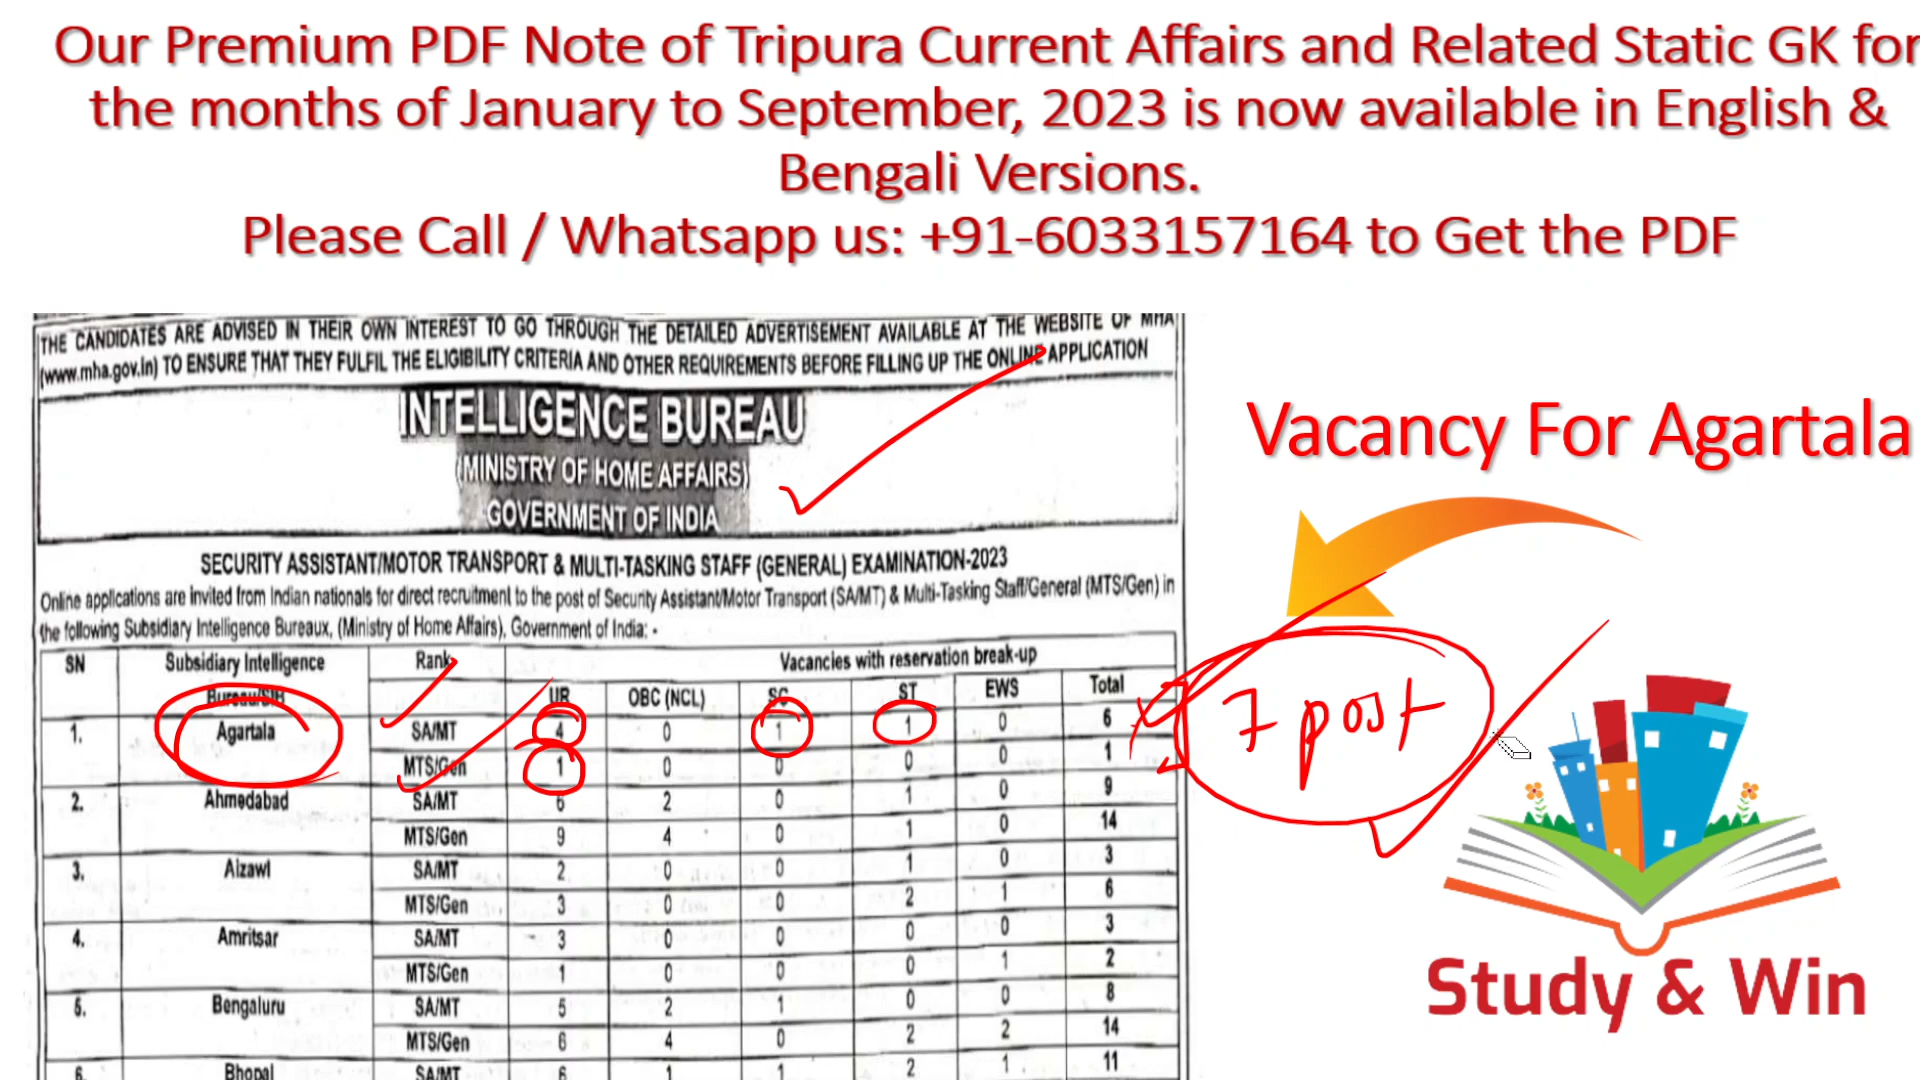 Our Premium PDF Note of Tripura Current Affairs and Related Static GK for
the months of January to September, 2023 is now available in English &
Bengali Versions.
Please Call / Whatsapp us: +91-6033157164 to Get the PDF
THE CANDIDATES ARE ADVISED IN THEIR OWN INTEREST TO GO THROUGH THE DETAILED ADVERTISEMENT AVAILABLE AT THE WEBSITE OF MHA
(www.mha.gov.in) TO ENSURE THAT THEY FULFIL THE ELIGIBILITY CRITERIA AND OTHER REQUIREMENTS BEFORE FILLING UP THE ONLINE APPLICATION
INTELLIGENCE BUREAU
(MINISTRY OF HOME AFFAIRS)
GOVERNMENT OF INDIA
Vacancy For Agartala
SECURITY ASSISTANT/MOTOR TRANSPORT & MULTI-TASKING STAFF (GENERAL) EXAMINATION-2023
Online applications are invited from Indian nationals for direct recruitment to the post of Security Assistant/Motor Transport (SA/MT) & Multi-Tasking Staff/General (MTS/Gen) in
the following Subsidiary Intelligence Bureaux, (Ministry of Home Affairs), Government of India: -
SN Subsidiary Intelligence Bureau/SIB Rank Vacancies with reservation break-up
UR OBC (NCL) SC ST EWS Total
1. Agartala SA/MT 4 0 1 1 0 6
MTS/Gen 1 0 0 0 0 1
7 post
2. Ahmedabad SA/MT 6 2 0 1 0 9
MTS/Gen 9 4 0 1 0 14
3. Aizawl SA/MT 2 0 0 1 0 3
MTS/Gen 3 0 0 2 1 6
4. Amritsar SA/MT 3 0 0 0 0 3
MTS/Gen 1 0 0 0 1 2
5. Bengaluru SA/MT 5 2 1 0 0 8
MTS/Gen 6 4 0 2 2 14
6. Bhopal SA/MT 6 1 1 2 1 11
Study & Win